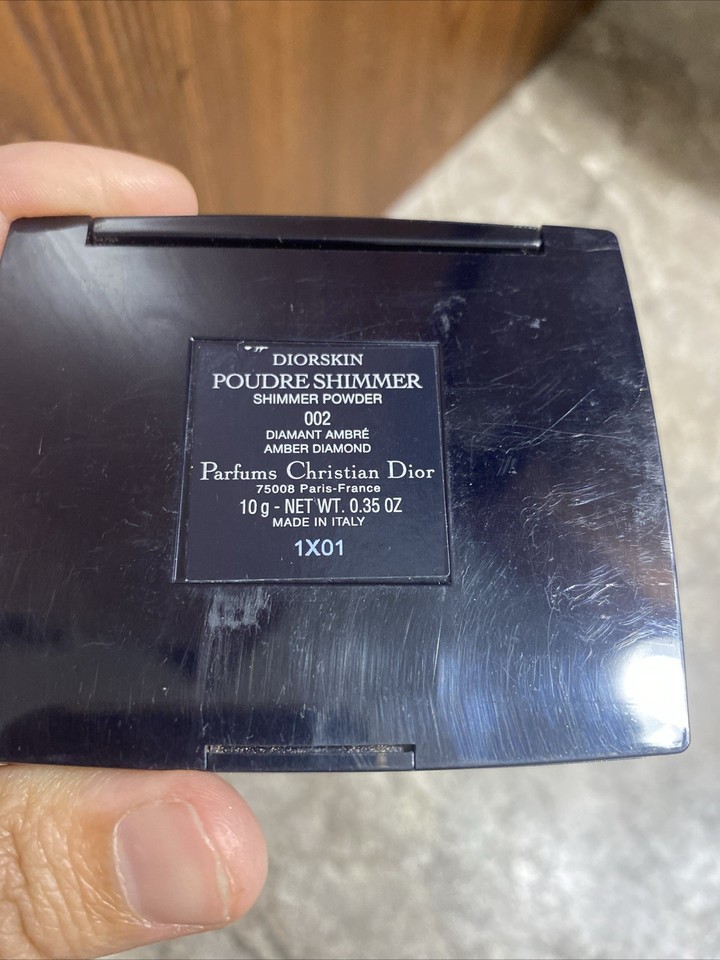 DIORSKIN
POUDRE SHIMMER
SHIMMER POWDER
002
DIAMANT AMBRÉ
AMBER DIAMOND
Parfums Christian Dior
75008 Paris-France
10 g - NET WT. 0.35 OZ
MADE IN ITALY
1X01